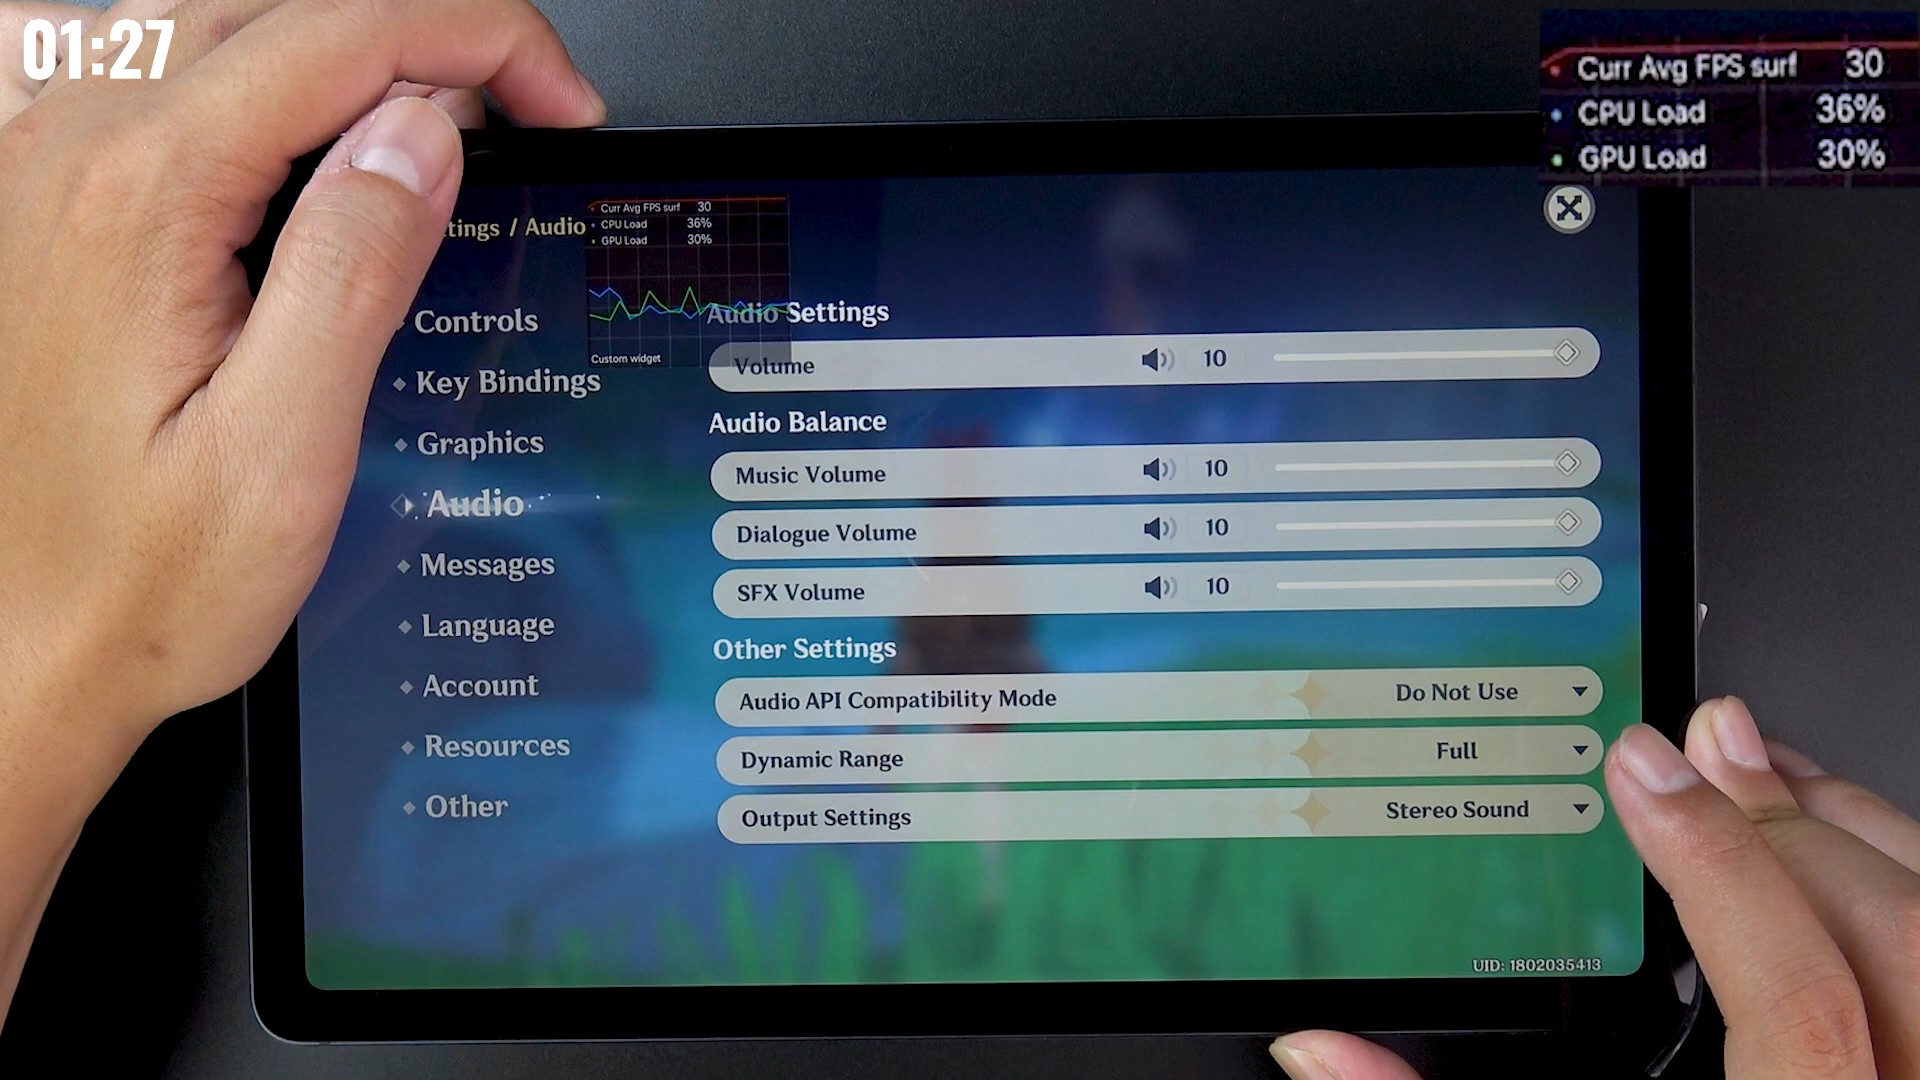 01:27
Curr Avg FPS surf 30
CPU Load 36%
GPU Load 30%
tings / Audio
Curr Avg FPS surf 30
CPU Load 36%
GPU Load 30%
Custom widget
Controls
Key Bindings
Graphics
Audio
Messages
Language
Account
Resources
Other
Audio Settings
Volume 10
Audio Balance
Music Volume 10
Dialogue Volume 10
SFX Volume 10
Other Settings
Audio API Compatibility Mode Do Not Use
Dynamic Range Full
Output Settings Stereo Sound
UID: 1802035413